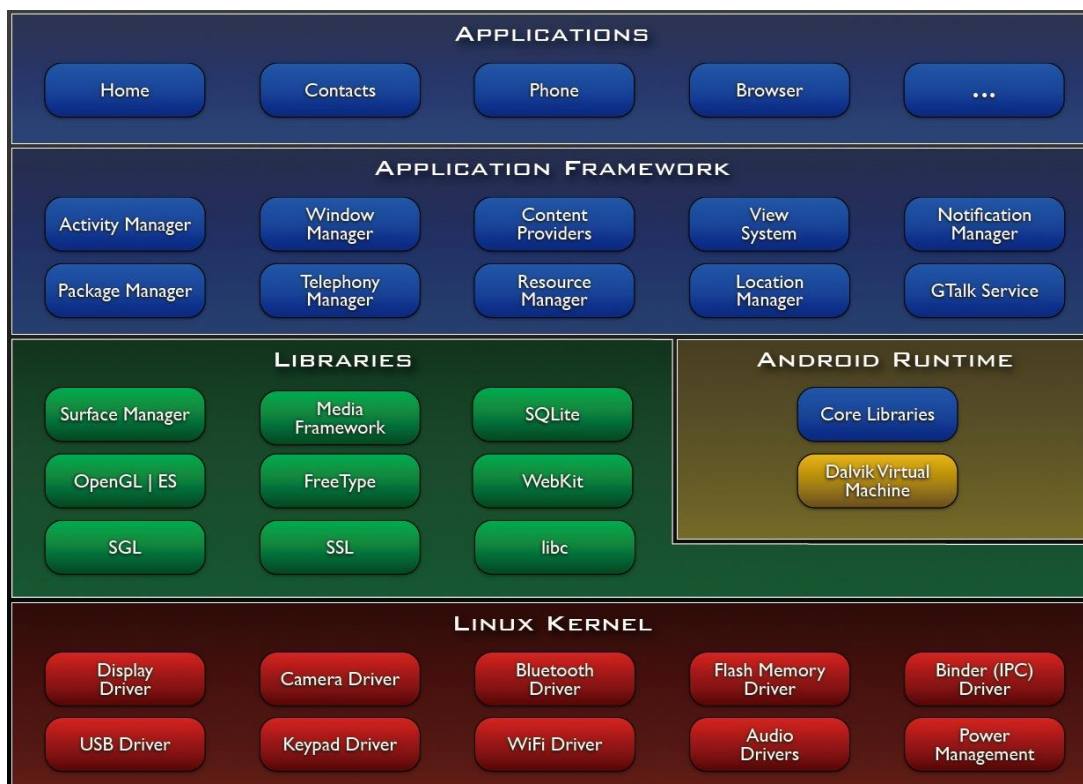 APPLICATIONS
Home
Contacts
Phone
Browser
...
APPLICATION FRAMEWORK
Activity Manager
Window
Manager
Content
Providers
View
System
Notification
Manager
Package Manager
Telephony
Manager
Resource
Manager
Location
Manager
GTalk Service
LIBRARIES
Surface Manager
Media
Framework
SQLite
OpenGL | ES
FreeType
WebKit
SGL
SSL
libc
ANDROID RUNTIME
Core Libraries
Dalvik Virtual
Machine
LINUX KERNEL
Display
Driver
Camera Driver
Bluetooth
Driver
Flash Memory
Driver
Binder (IPC)
Driver
USB Driver
Keypad Driver
WiFi Driver
Audio
Drivers
Power
Management